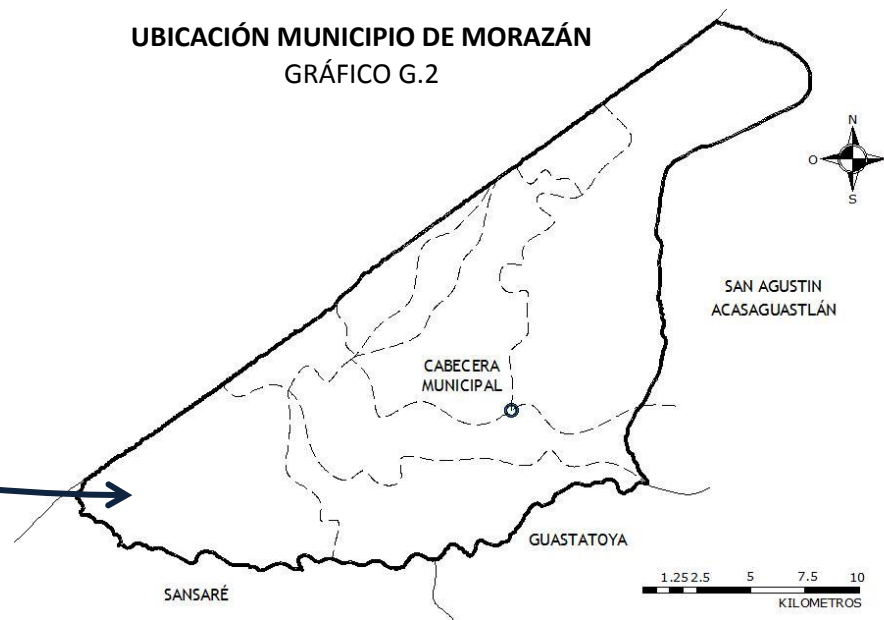 UBICACIÓN MUNICIPIO DE MORAZÁN
GRÁFICO G.2
N
O
S
SAN AGUSTIN
ACASAGUASTLÁN
CABECERA
MUNICIPAL
GUASTATOYA
SANSARÉ
1.25 2.5 5 7.5 10
KILOMETROS